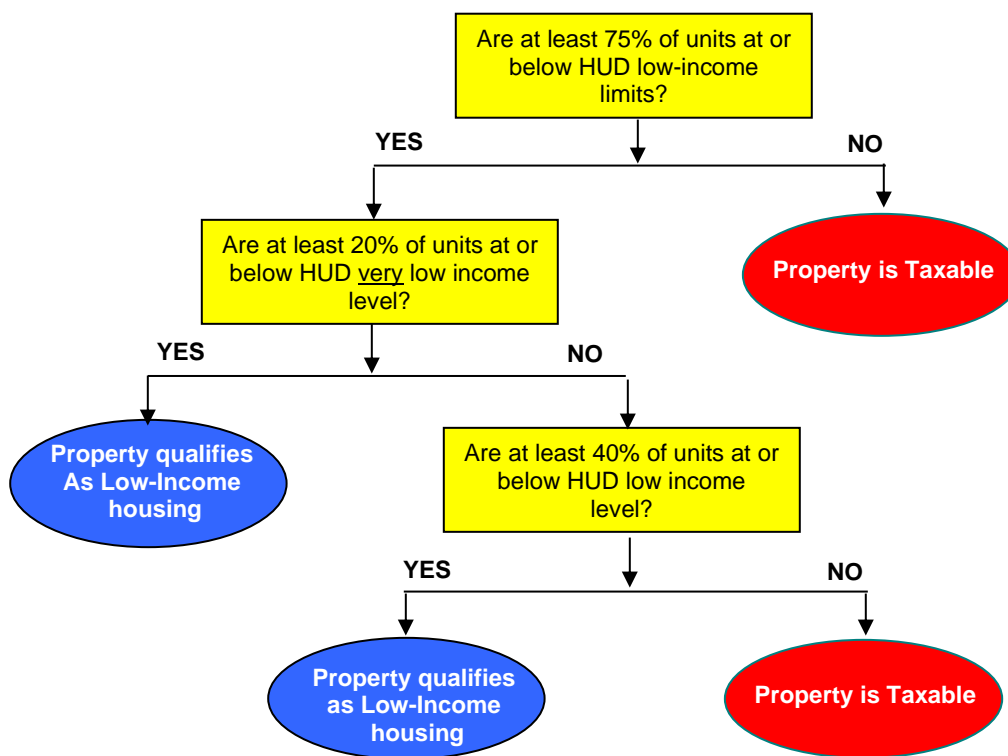 Are at least 75% of units at or
below HUD low-income
limits?
YES
NO
Are at least 20% of units at or
below HUD very low income
level?
Property is Taxable
YES
NO
Property qualifies
As Low-Income
housing
Are at least 40% of units at or
below HUD low income
level?
YES
NO
Property qualifies
as Low-Income
housing
Property is Taxable